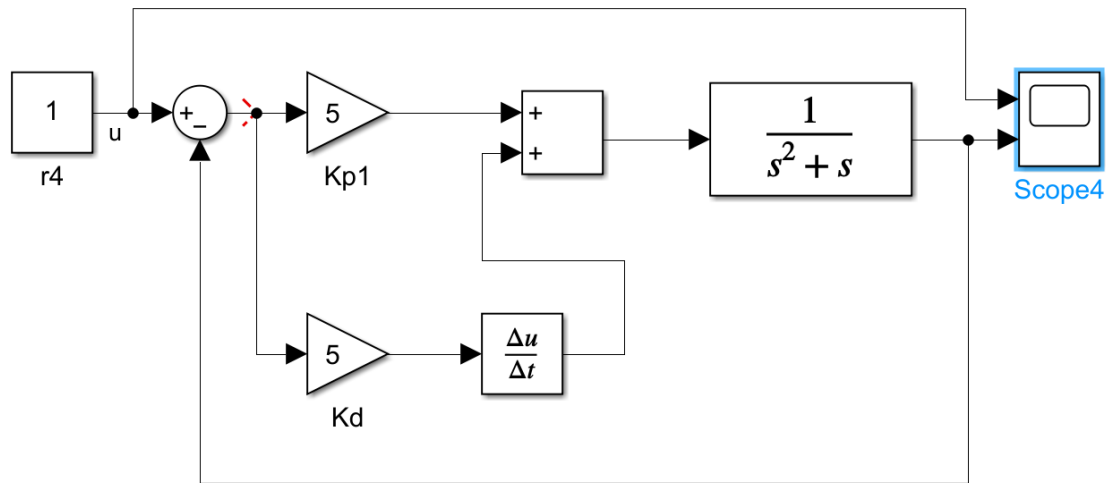 1
u
r4
+
−
5
Kp1
+
+
1
s² + s
Scope4
5
Kd
Δu
Δt